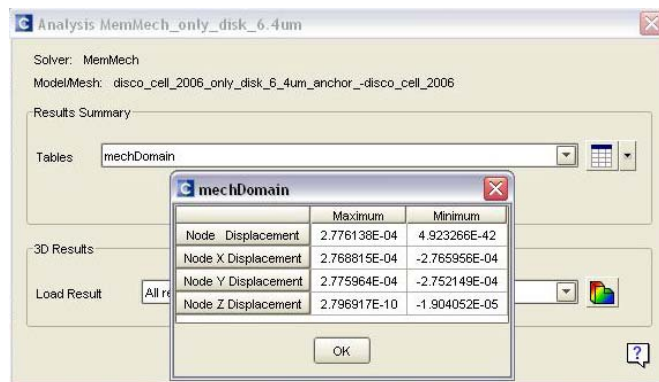 Analysis MemMech_only_disk_6.4um
Solver: MemMech
Model/Mesh: disco_cell_2006_only_disk_6_4um_anchor_-disco_cell_2006
Results Summary
Tables mechDomain
mechDomain
Maximum Minimum
Node Displacement 2.776138E-04 4.923266E-42
Node X Displacement 2.768815E-04 -2.765956E-04
Node Y Displacement 2.775964E-04 -2.752149E-04
Node Z Displacement 2.796917E-10 -1.904052E-05
3D Results
Load Result All re
OK
?